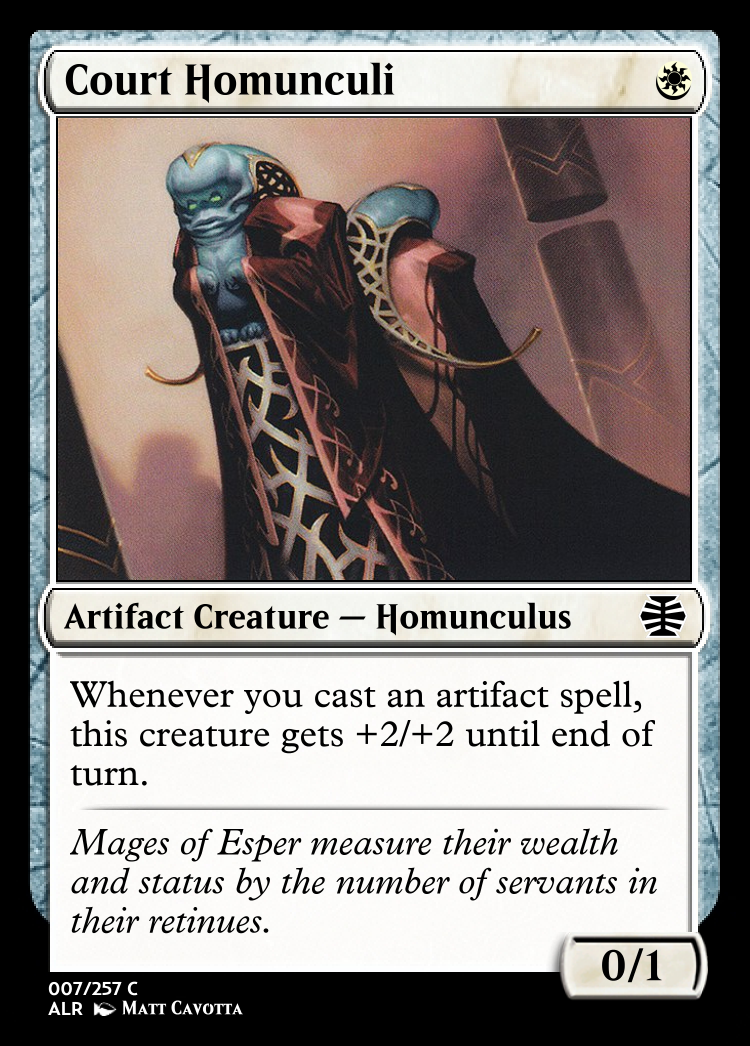 Court Homunculi
Artifact Creature — Homunculus
Whenever you cast an artifact spell,
this creature gets +2/+2 until end of
turn.
Mages of Esper measure their wealth
and status by the number of servants in
their retinues.
0/1
007/257 C
ALR Matt Cavotta